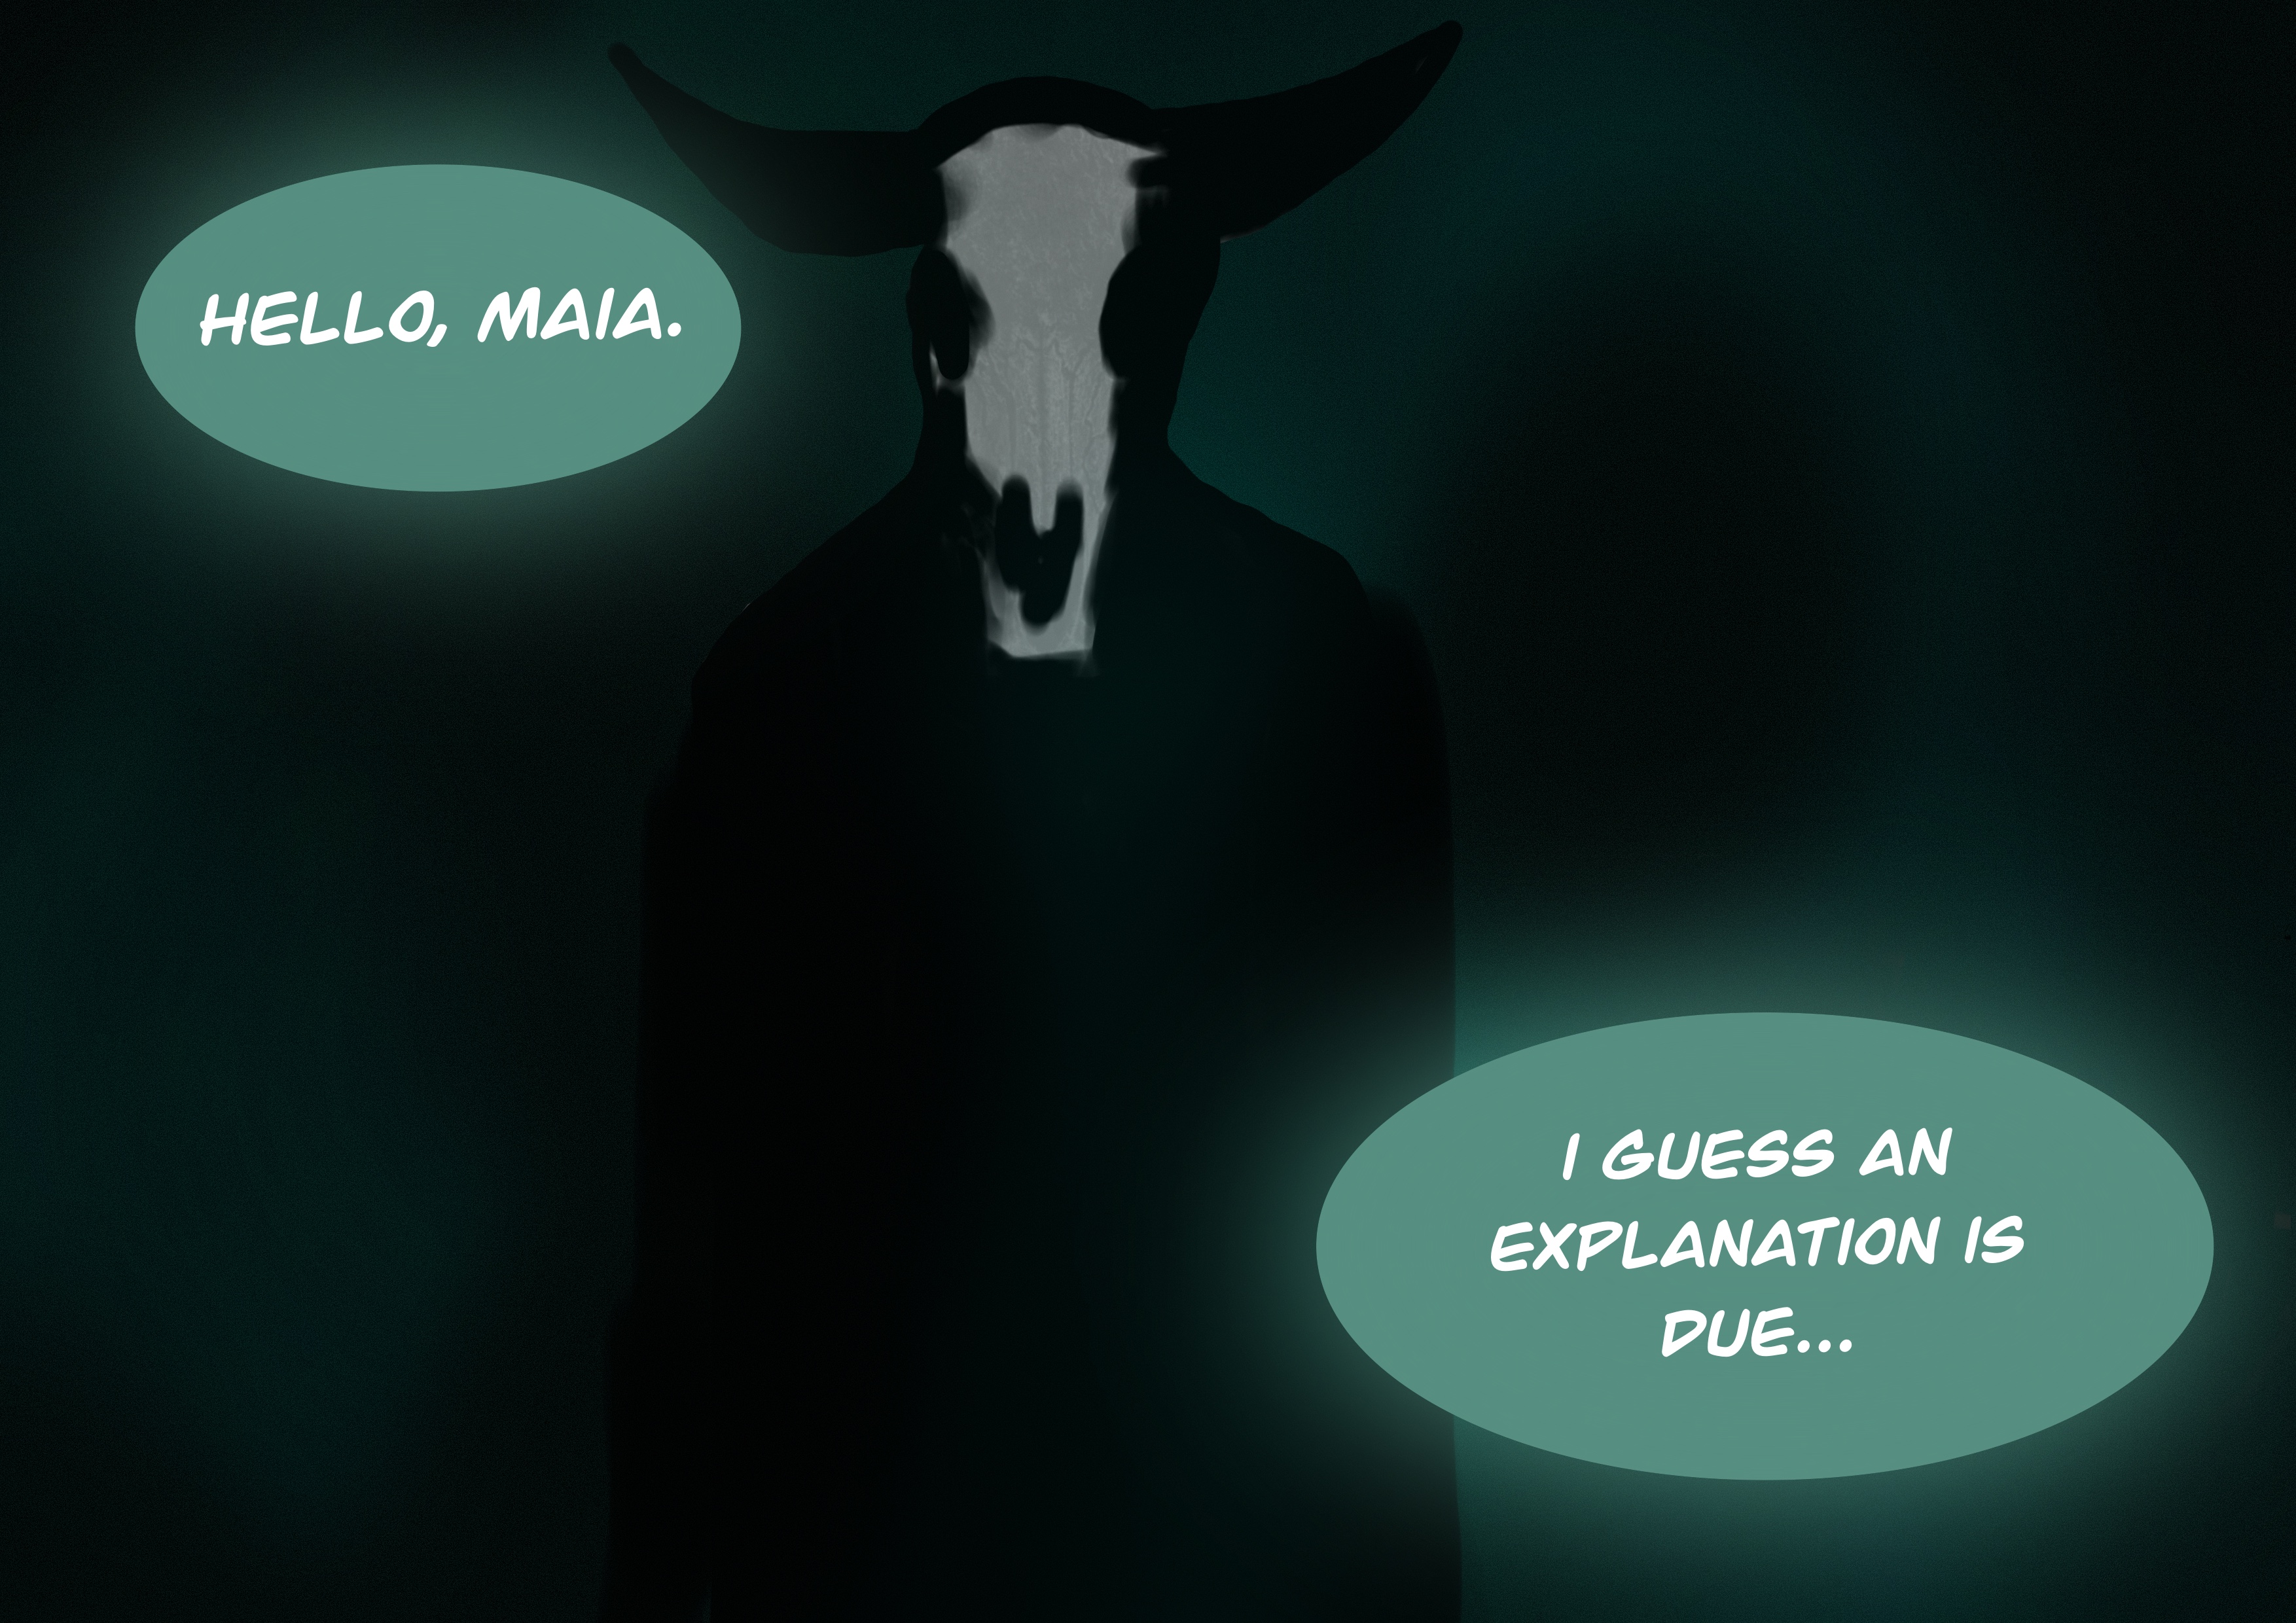 HELLO, MAIA.
I GUESS AN
EXPLANATION IS
DUE...